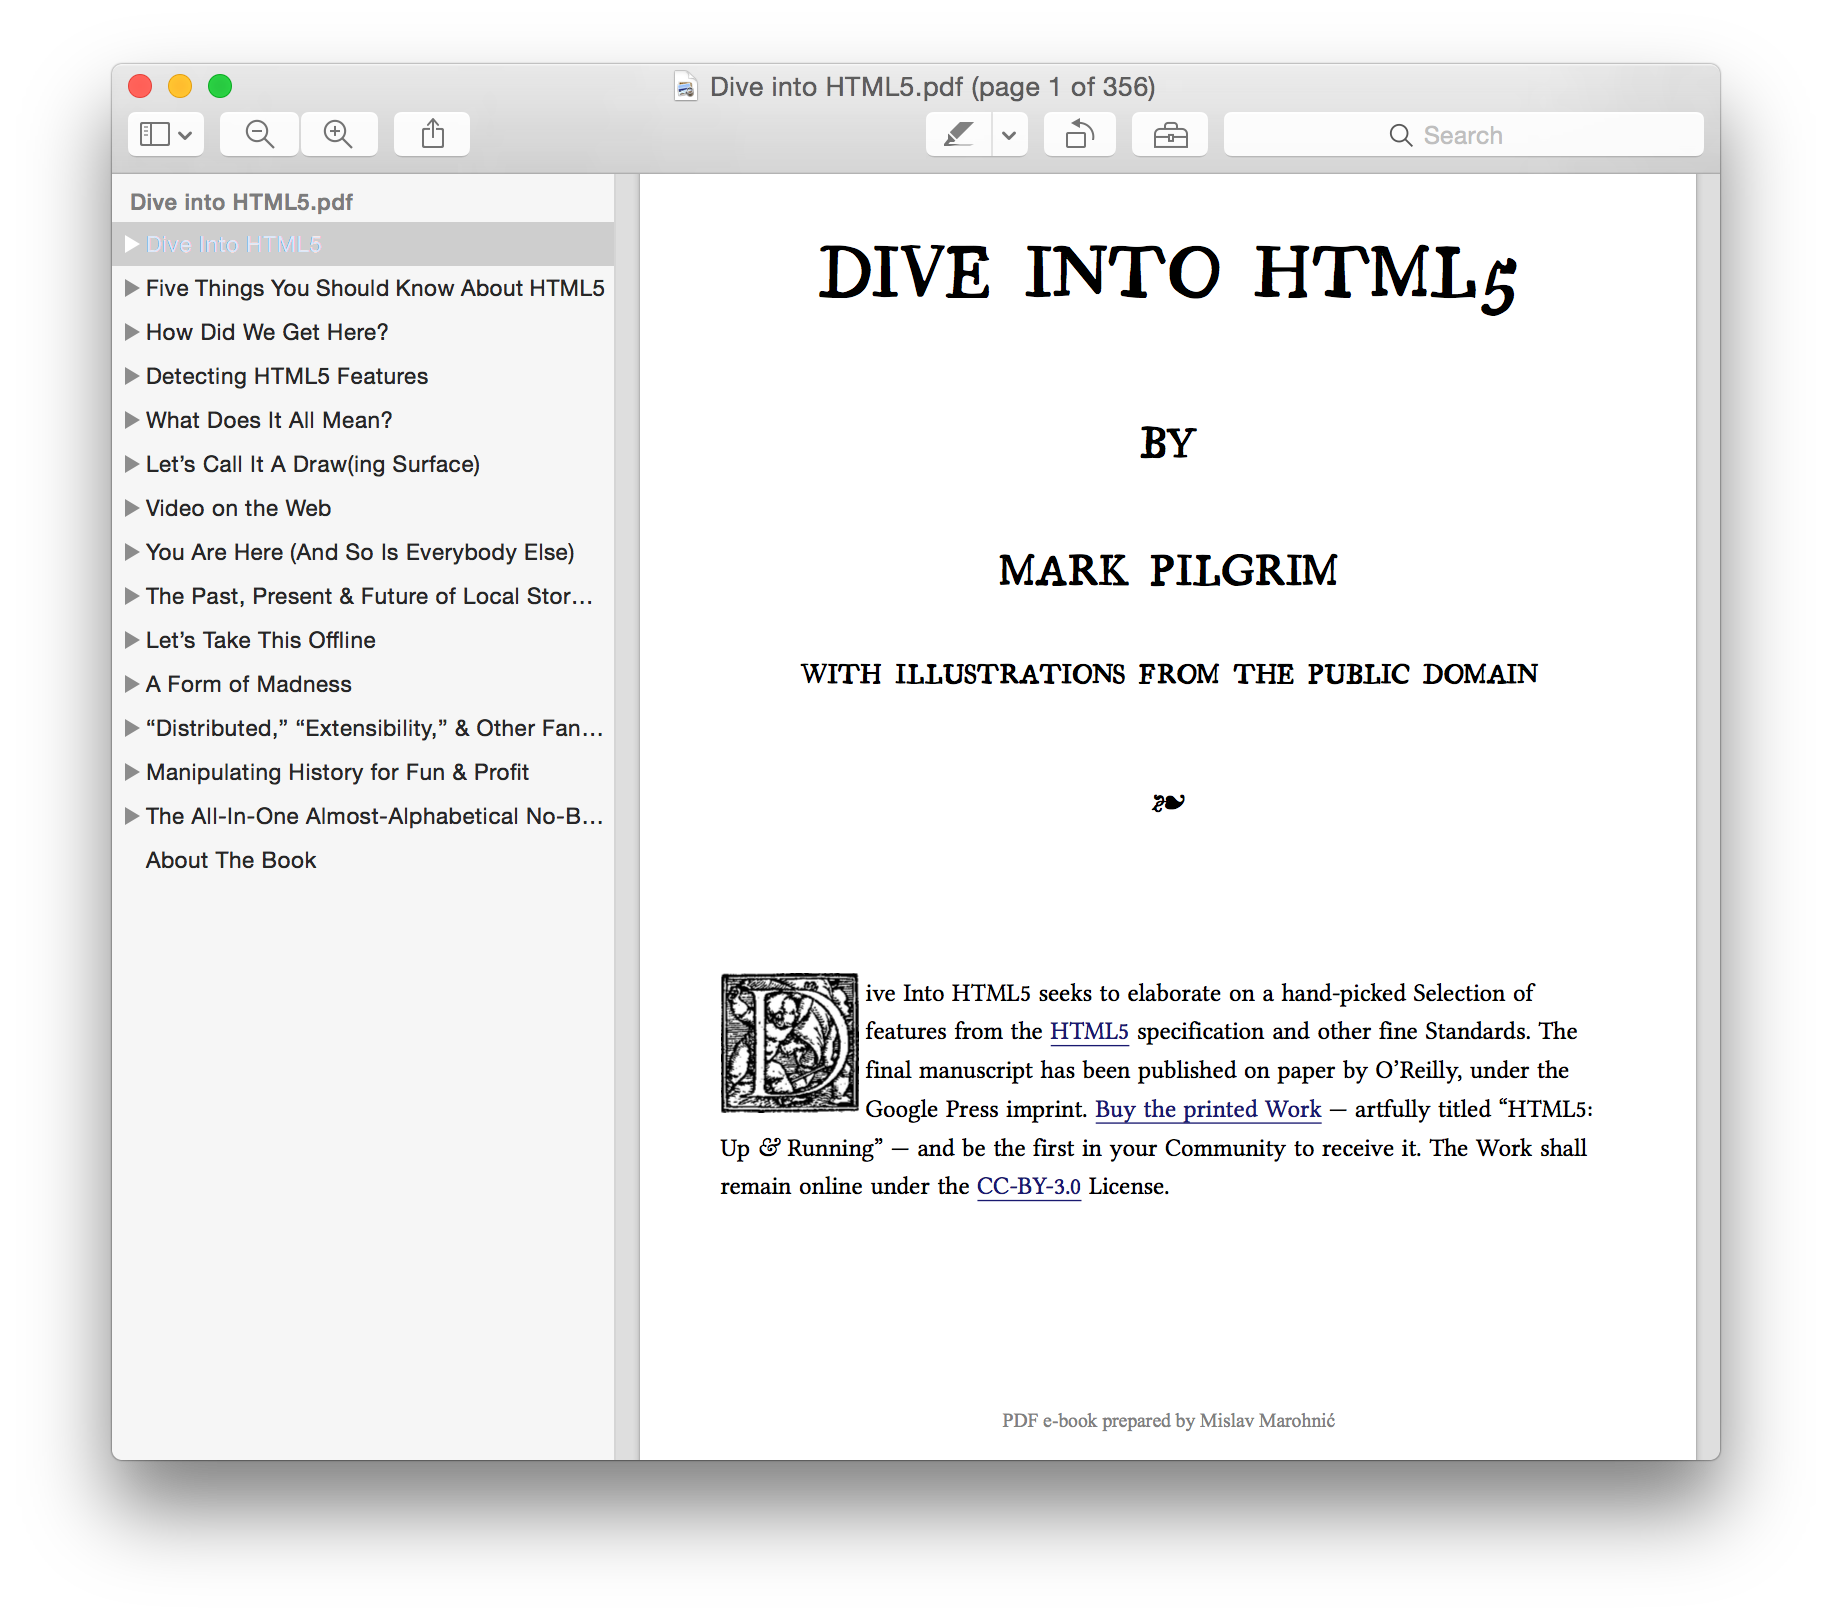 Dive into HTML5.pdf (page 1 of 356)
Search
Dive into HTML5.pdf
Dive Into HTML5
Five Things You Should Know About HTML5
How Did We Get Here?
Detecting HTML5 Features
What Does It All Mean?
Let’s Call It A Draw(ing Surface)
Video on the Web
You Are Here (And So Is Everybody Else)
The Past, Present & Future of Local Stor…
Let’s Take This Offline
A Form of Madness
“Distributed,” “Extensibility,” & Other Fan…
Manipulating History for Fun & Profit
The All-In-One Almost-Alphabetical No-B…
About The Book
DIVE INTO HTML5
BY
MARK PILGRIM
WITH ILLUSTRATIONS FROM THE PUBLIC DOMAIN
❧
Dive Into HTML5 seeks to elaborate on a hand-picked Selection of
features from the HTML5 specification and other fine Standards. The
final manuscript has been published on paper by O’Reilly, under the
Google Press imprint. Buy the printed Work — artfully titled “HTML5:
Up & Running” — and be the first in your Community to receive it. The Work shall
remain online under the CC-BY-3.0 License.
PDF e-book prepared by Mislav Marohnić